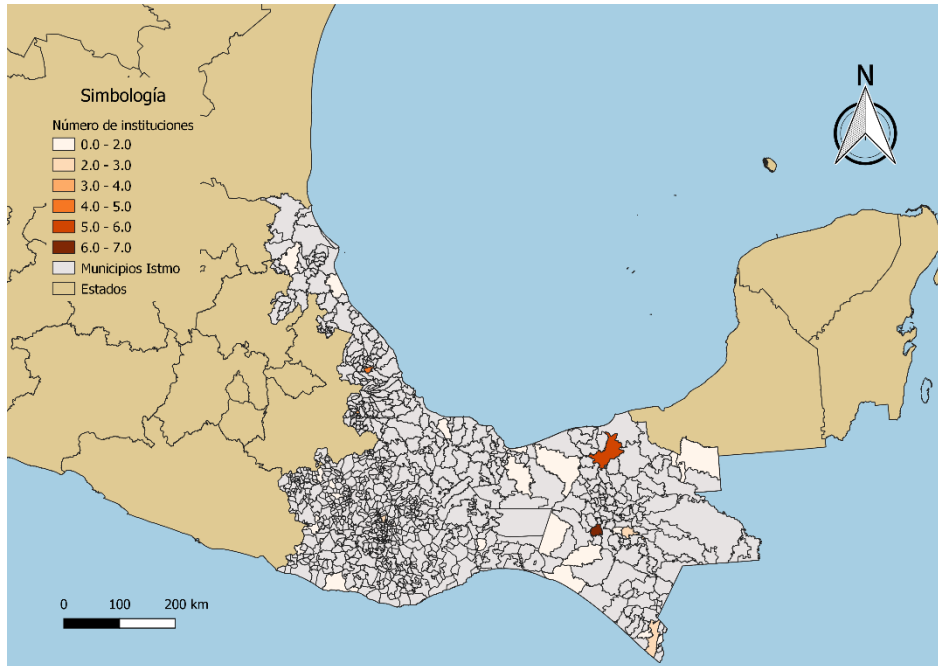 Simbología
Número de instituciones
0.0 - 2.0
2.0 - 3.0
3.0 - 4.0
4.0 - 5.0
5.0 - 6.0
6.0 - 7.0
Municipios Istmo
Estados
N
0 100 200 km